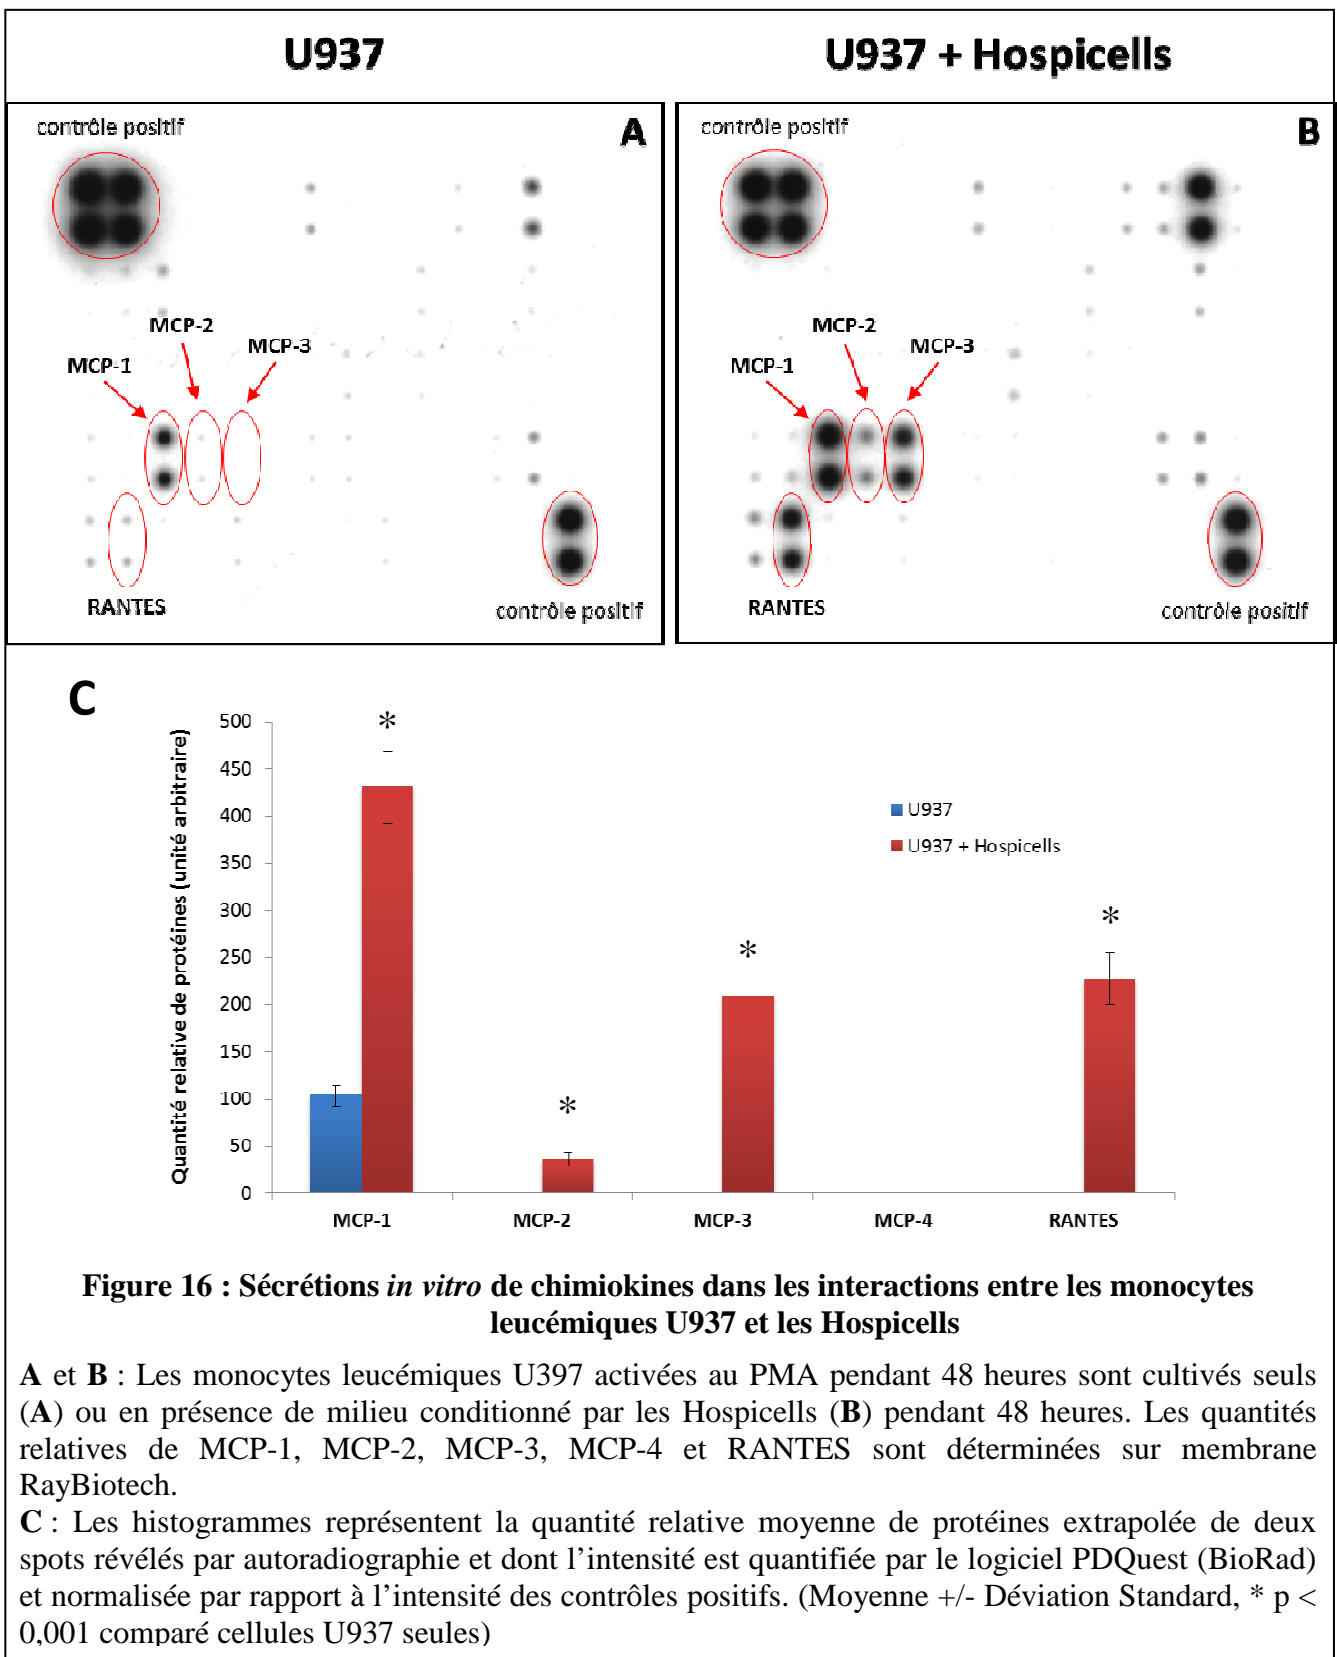 U937
U937 + Hospicells
contrôle positif
A
MCP-2
MCP-3
MCP-1
RANTES
contrôle positif
contrôle positif
B
MCP-2
MCP-3
MCP-1
RANTES
contrôle positif
C
Quantité relative de protéines (unité arbitraire)
500
450
400
350
300
250
200
150
100
50
0
*
*
*
*
U937
U937 + Hospicells
MCP-1
MCP-2
MCP-3
MCP-4
RANTES
Figure 16 : Sécrétions in vitro de chimiokines dans les interactions entre les monocytes
leucémiques U937 et les Hospicells
A et B : Les monocytes leucémiques U397 activées au PMA pendant 48 heures sont cultivés seuls
(A) ou en présence de milieu conditionné par les Hospicells (B) pendant 48 heures. Les quantités
relatives de MCP-1, MCP-2, MCP-3, MCP-4 et RANTES sont déterminées sur membrane
RayBiotech.
C : Les histogrammes représentent la quantité relative moyenne de protéines extrapolée de deux
spots révélés par autoradiographie et dont l’intensité est quantifiée par le logiciel PDQuest (BioRad)
et normalisée par rapport à l’intensité des contrôles positifs. (Moyenne +/- Déviation Standard, * p <
0,001 comparé cellules U937 seules)